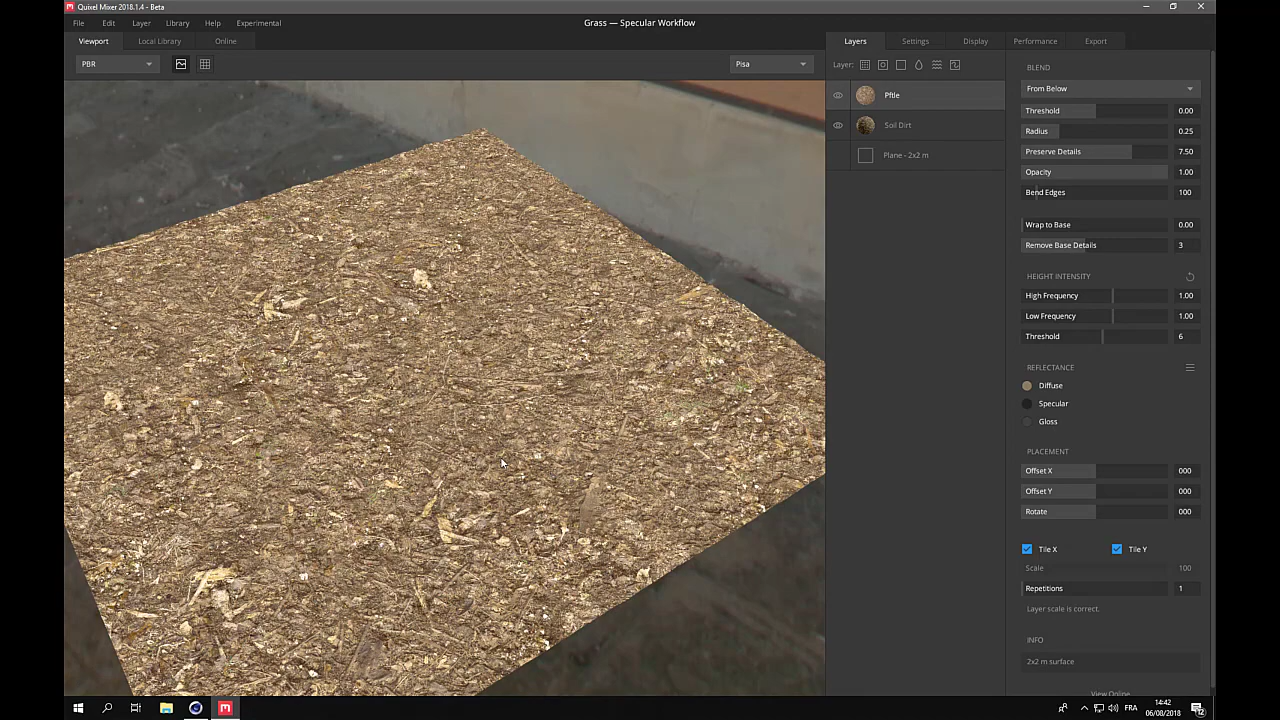 Quixel Mixer 2018.1.4 - Beta
File Edit Layer Library Help Experimental
Grass — Specular Workflow
Viewport Local Library Online
Layers Settings Display Performance Export
PBR
Pisa
Layer:
Pftle
Soil Dirt
Plane - 2x2 m
BLEND
From Below
Threshold 0.00
Radius 0.25
Preserve Details 7.50
Opacity 1.00
Bend Edges 100
Wrap to Base 0.00
Remove Base Details 3
HEIGHT INTENSITY
High Frequency 1.00
Low Frequency 1.00
Threshold 6
REFLECTANCE
Diffuse
Specular
Gloss
PLACEMENT
Offset X 000
Offset Y 000
Rotate 000
Tile X Tile Y
Scale 100
Repetitions 1
Layer scale is correct.
INFO
2x2 m surface
View Online
FRA
14:42
06/08/2018
12